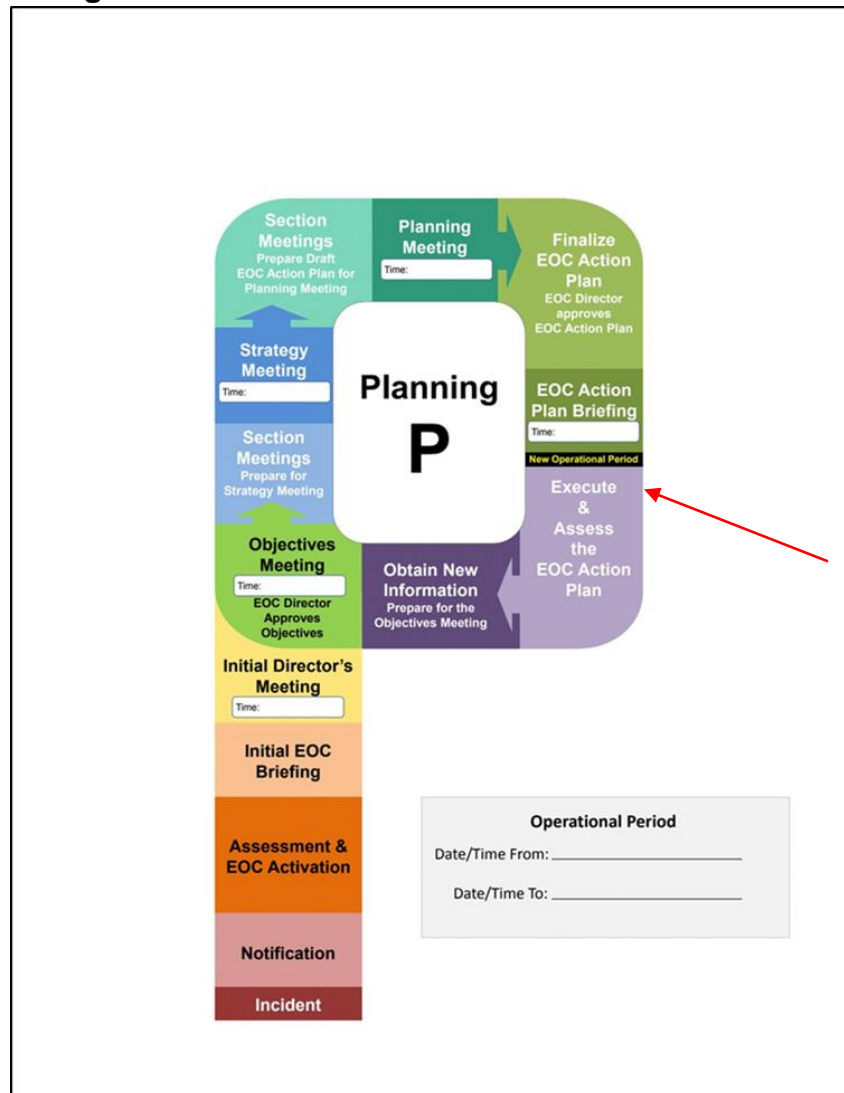 Section
Meetings
Prepare Draft
EOC Action Plan for
Planning Meeting
Planning
Meeting
Time:
Finalize
EOC Action
Plan
EOC Director
approves
EOC Action Plan
Strategy
Meeting
Time:
Planning
P
EOC Action
Plan Briefing
Time:
New Operational Period
Section
Meetings
Prepare for
Strategy Meeting
Execute
&
Assess
the
EOC Action
Plan
Objectives
Meeting
Time:
EOC Director
Approves
Objectives
Obtain New
Information
Prepare for the
Objectives Meeting
Initial Director's
Meeting
Time:
Initial EOC
Briefing
Assessment &
EOC Activation
Operational Period
Date/Time From:
Date/Time To:
Notification
Incident